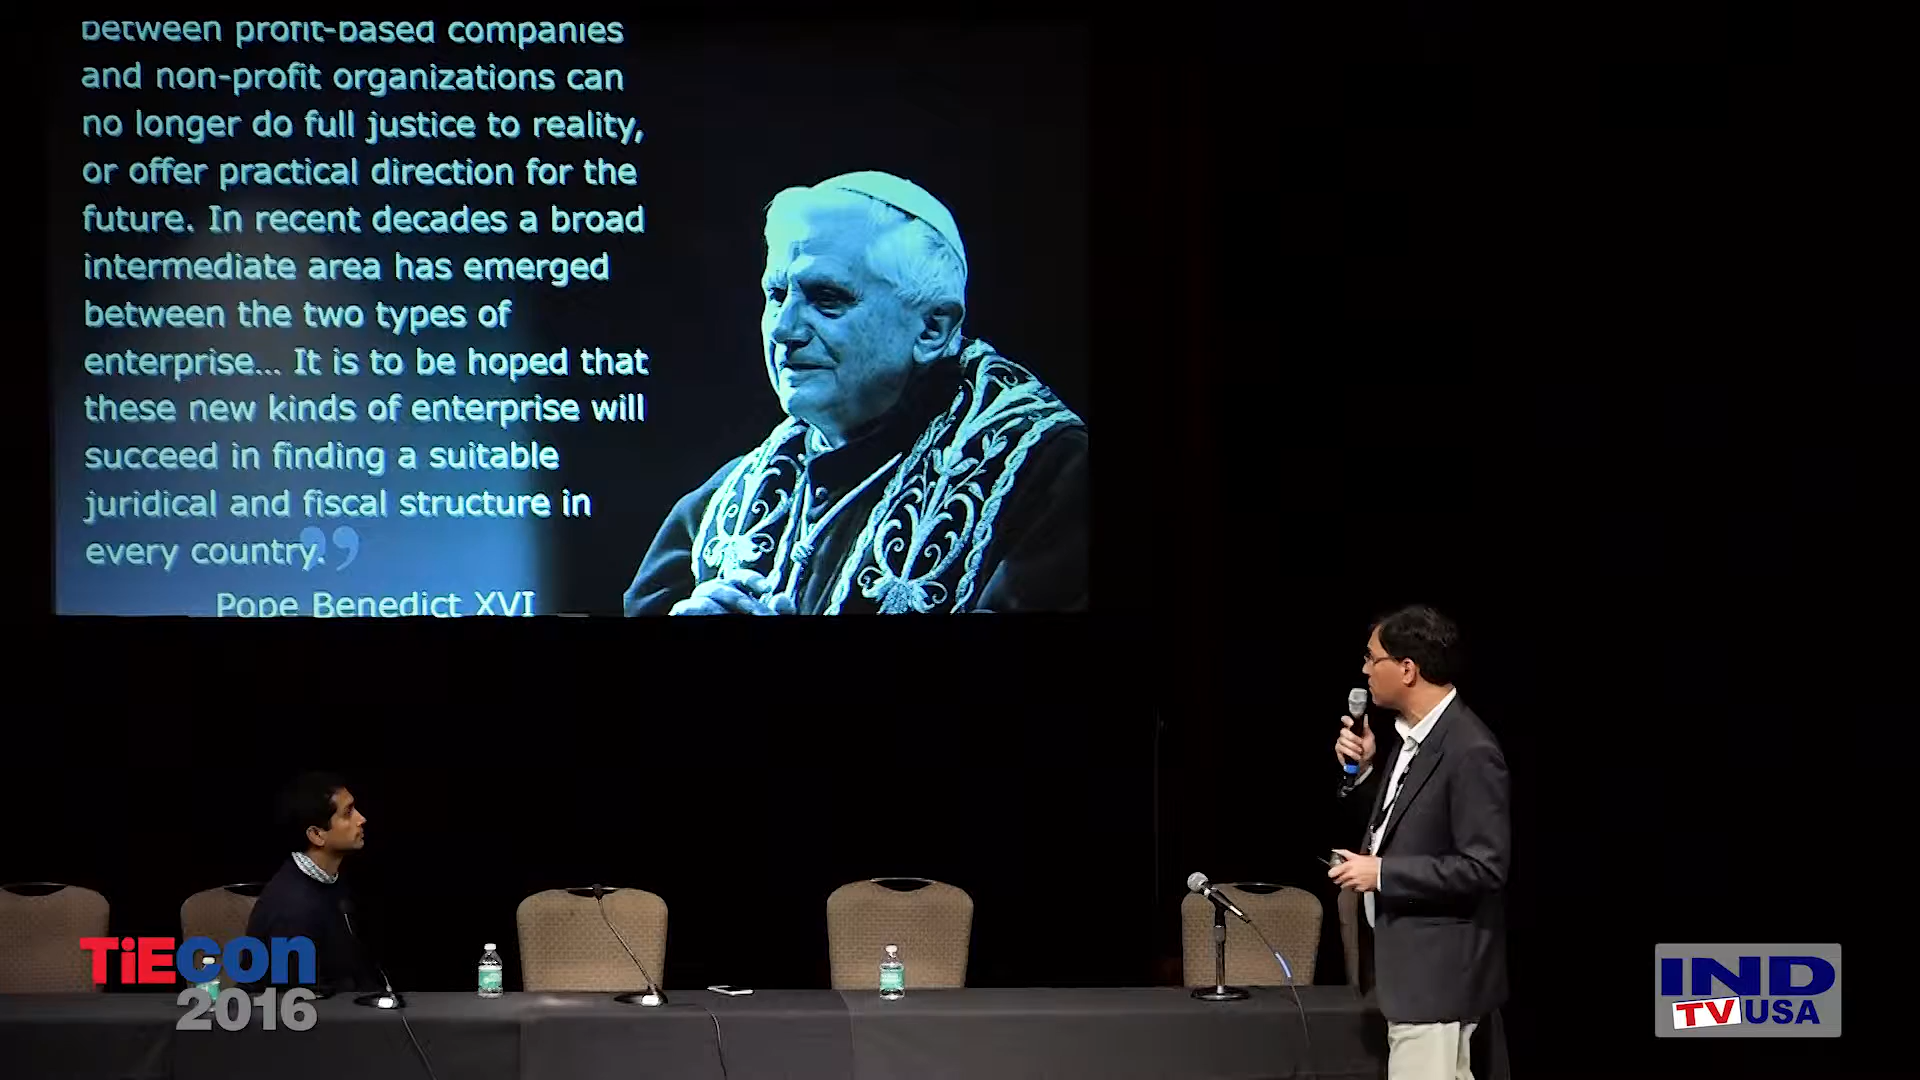 between profit-based companies
and non-profit organizations can
no longer do full justice to reality,
or offer practical direction for the
future. In recent decades a broad
intermediate area has emerged
between the two types of
enterprise... It is to be hoped that
these new kinds of enterprise will
succeed in finding a suitable
juridical and fiscal structure in
every country.”
Pope Benedict XVI
TiEcon
2016
IND
TV USA